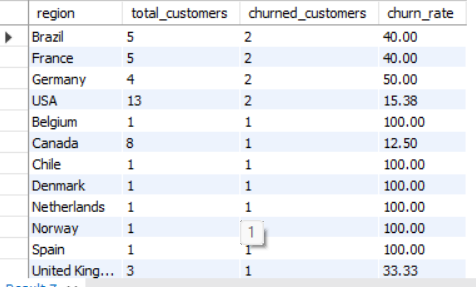 region total_customers churned_customers churn_rate
Brazil 5 2 40.00
France 5 2 40.00
Germany 4 2 50.00
USA 13 2 15.38
Belgium 1 1 100.00
Canada 8 1 12.50
Chile 1 1 100.00
Denmark 1 1 100.00
Netherlands 1 1 100.00
Norway 1 1 100.00
Spain 1 1 100.00
United King... 3 1 33.33